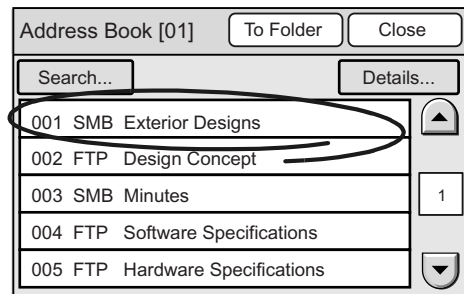 Address Book [01] To Folder Close
Search... Details...
001 SMB Exterior Designs
002 FTP Design Concept
003 SMB Minutes 1
004 FTP Software Specifications
005 FTP Hardware Specifications